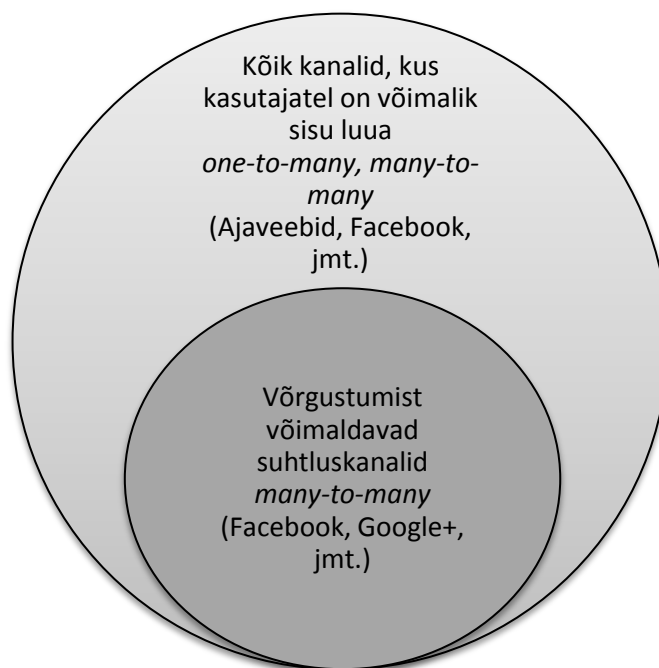 Kõik kanalid, kus
kasutajatel on võimalik
sisu luua
one-to-many, many-to-
many
(Ajaveebid, Facebook,
jmt.)
Võrgustumist
võimaldavad
suhtluskanalid
many-to-many
(Facebook, Google+,
jmt.)